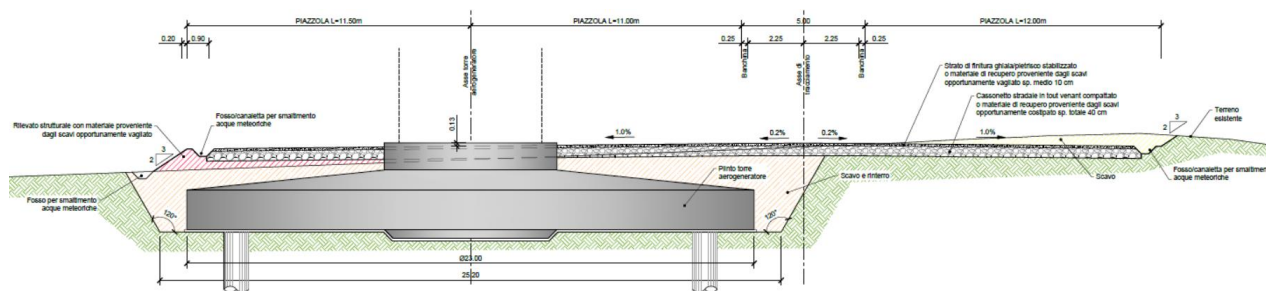 PIAZZOLA L=11.50m
PIAZZOLA L=11.00m
5.00
PIAZZOLA L=12.00m
0.20
0.90
0.25
2.25
2.25
0.25
Banchina
Banchina
Asse torre
aerogeneratore
Asse di
tracciamento
Strato di finitura ghiaia/pietrisco stabilizzato
o materiale di recupero proveniente dagli scavi
opportunamente vagliato sp. medio 10 cm
Cassonetto stradale in tout venant compattato
o materiale di recupero proveniente dagli scavi
opportunamente costipato sp. totale 40 cm
Terreno
esistente
Fosso/canaletta per smaltimento
acque meteoriche
Rilevato strutturale con materiale proveniente
dagli scavi opportunamente vagliato
3
2
0.13
1.0%
0.2%
0.2%
1.0%
3
2
Fosso per smaltimento
acque meteoriche
Plinto torre
aerogeneratore
Scavo e rinterro
Scavo
Fosso/canaletta per smaltimen
acque meteoriche
120°
120°
Ø23.00
25.20